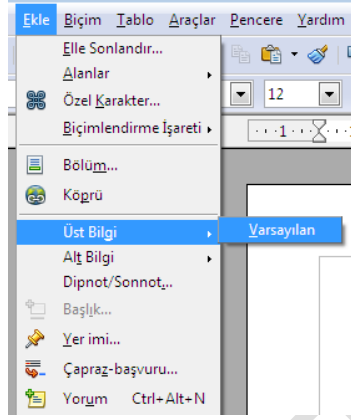 Ekle Biçim Tablo Araçlar Pencere Yardım
Elle Sonlandır...
Alanlar
Özel Karakter...
12
Biçimlendirme İşareti
1
Bölüm...
Köprü
Üst Bilgi
Varsayılan
Alt Bilgi
Dipnot/Sonnot...
Başlık...
Yer imi...
Çapraz-başvuru...
Yorum Ctrl+Alt+N